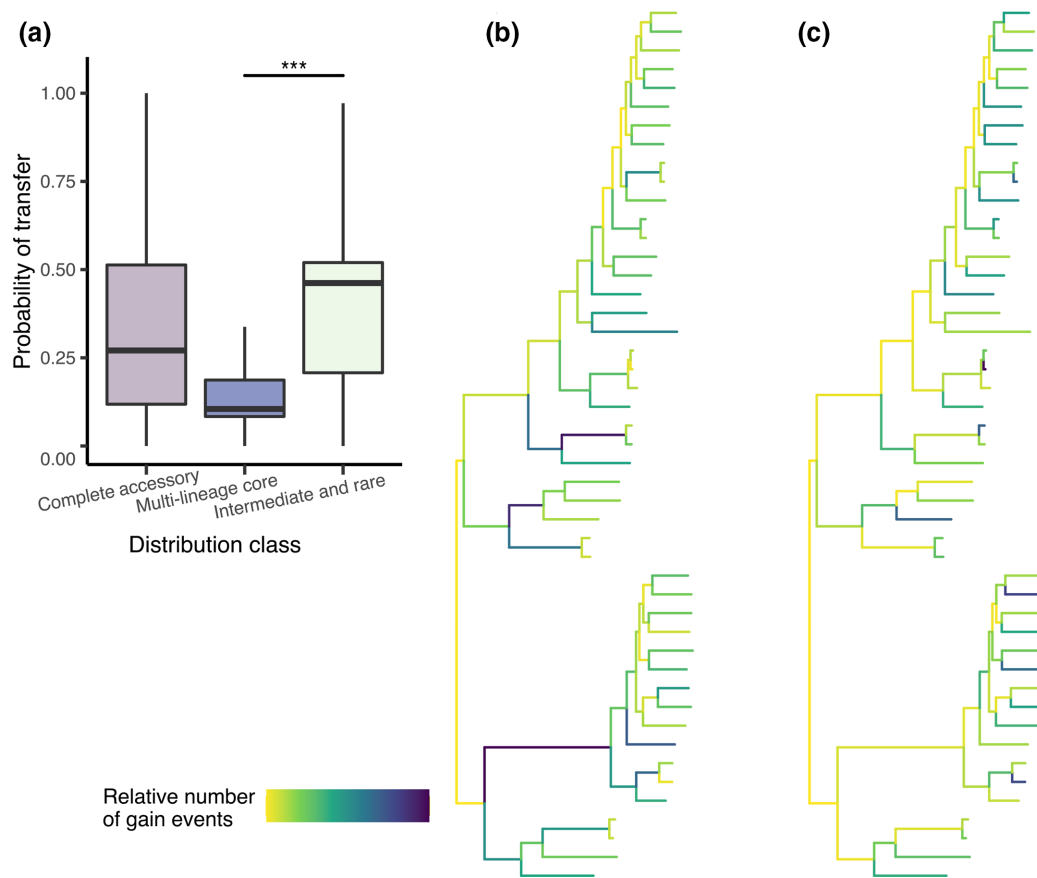 (a)
(b)
(c)
***
Probability of transfer
1.00
0.75
0.50
0.25
0.00
Complete accessory
Multi-lineage core
Intermediate and rare
Distribution class
Relative number
of gain events